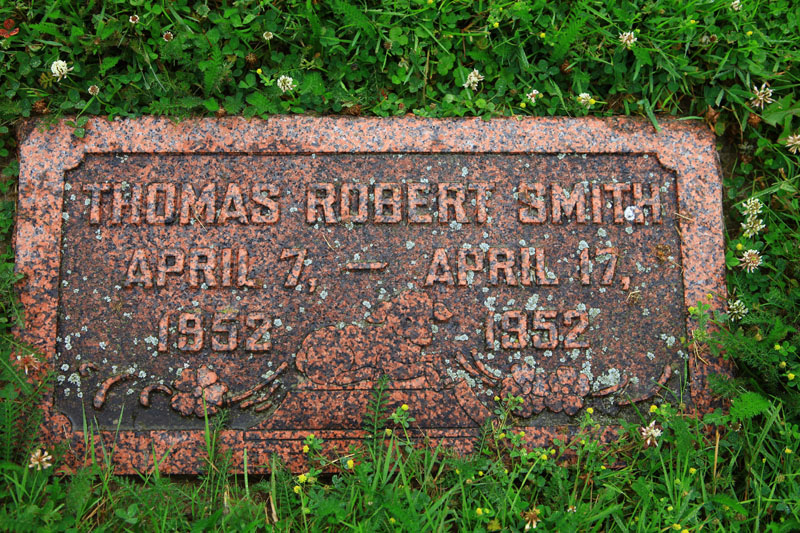 THOMAS ROBERT SMITH
APRIL 7, — APRIL 17,
1952 1952